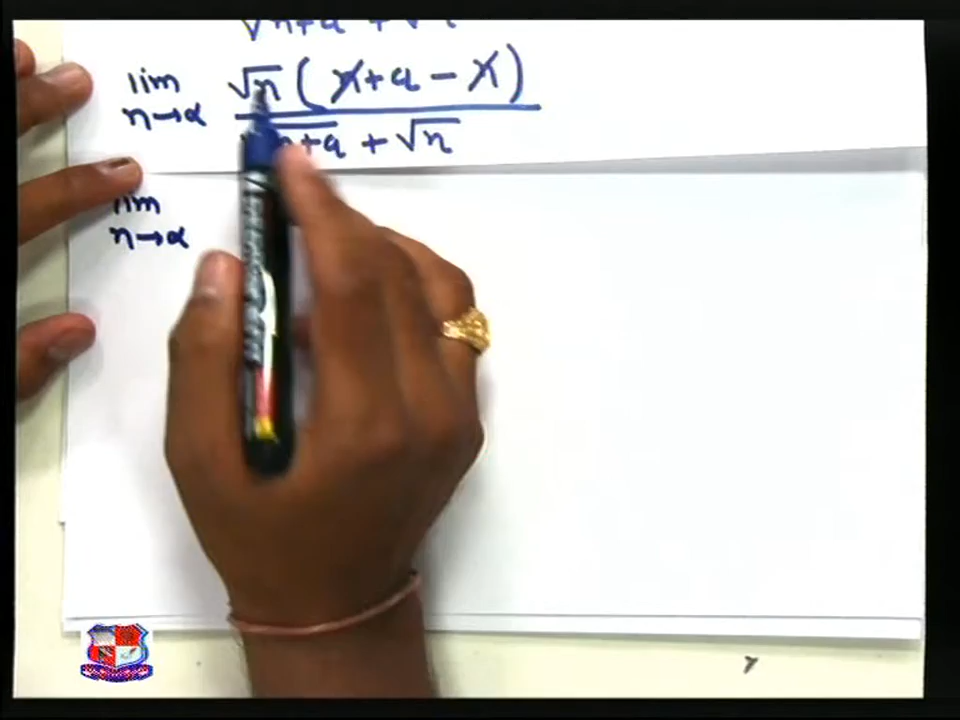 √n+a + √n
lim √n ( n+a - n )
n→∝ √n+a + √n
lim
n→∝